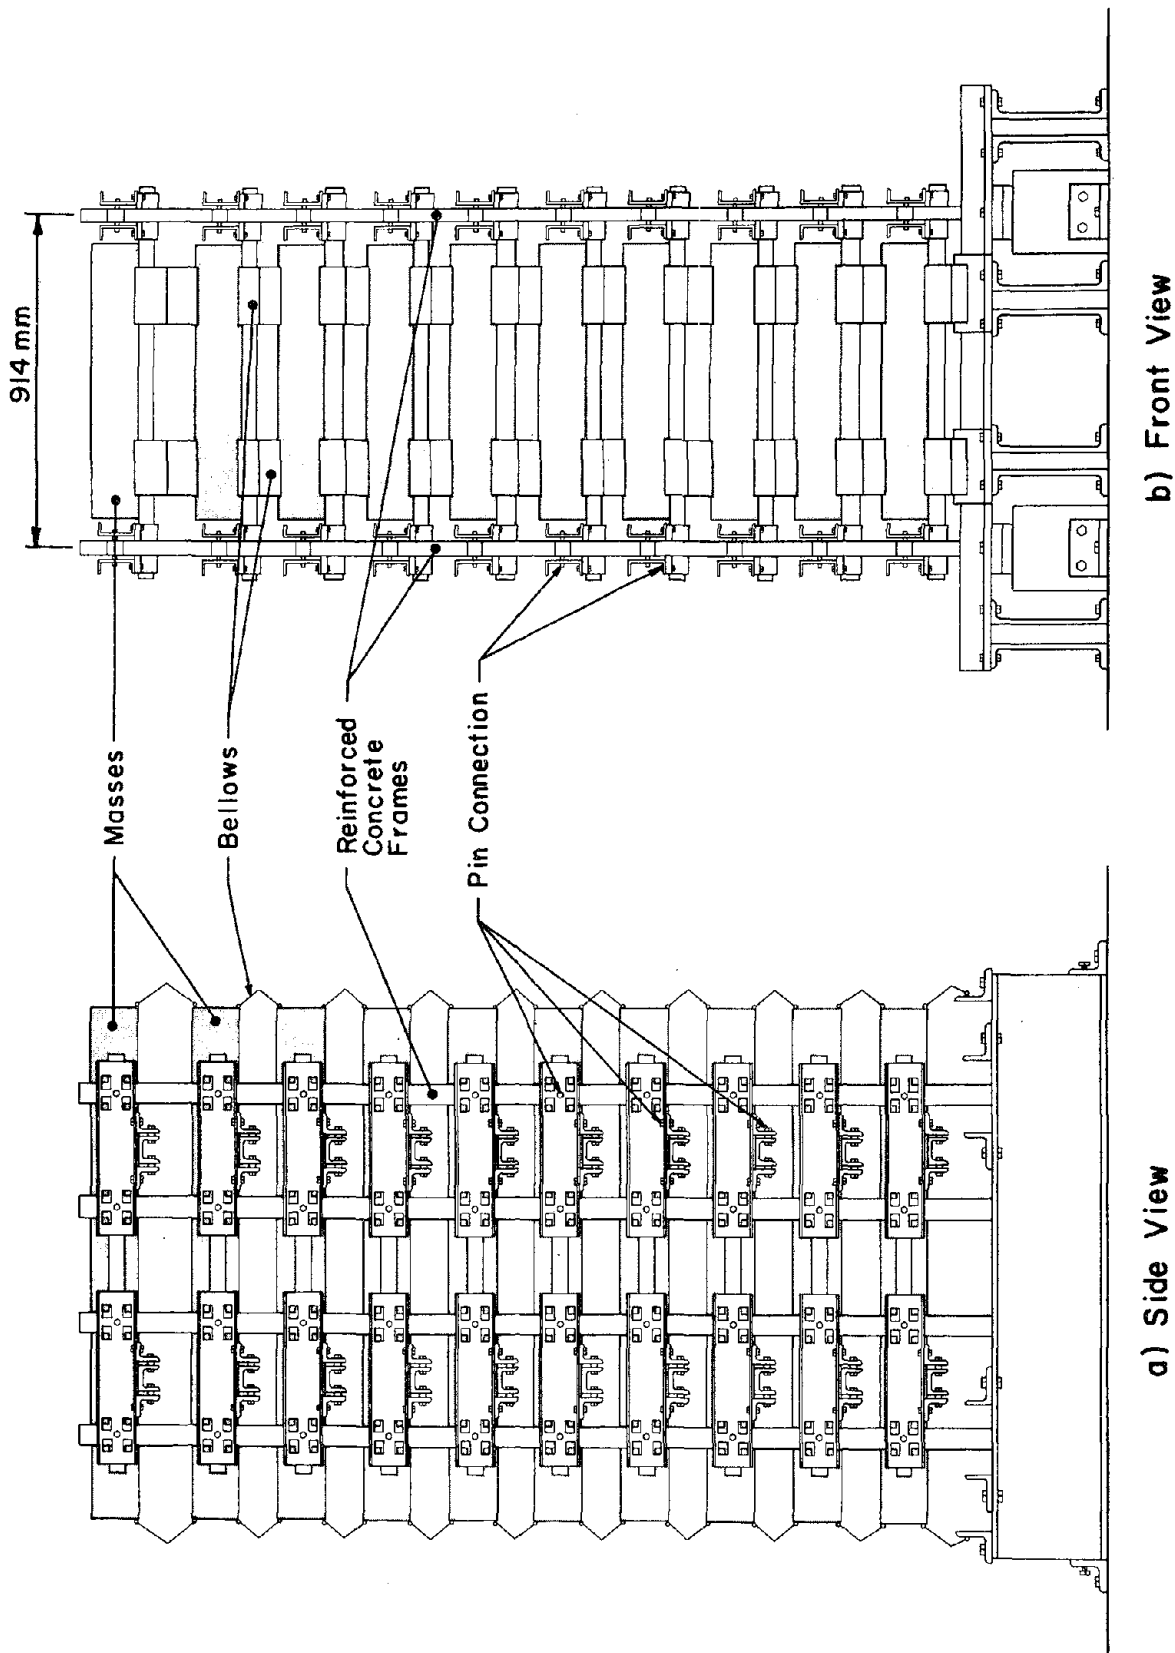 914 mm
Masses
Bellows
Reinforced
Concrete
Frames
Pin Connection
a) Side View
b) Front View